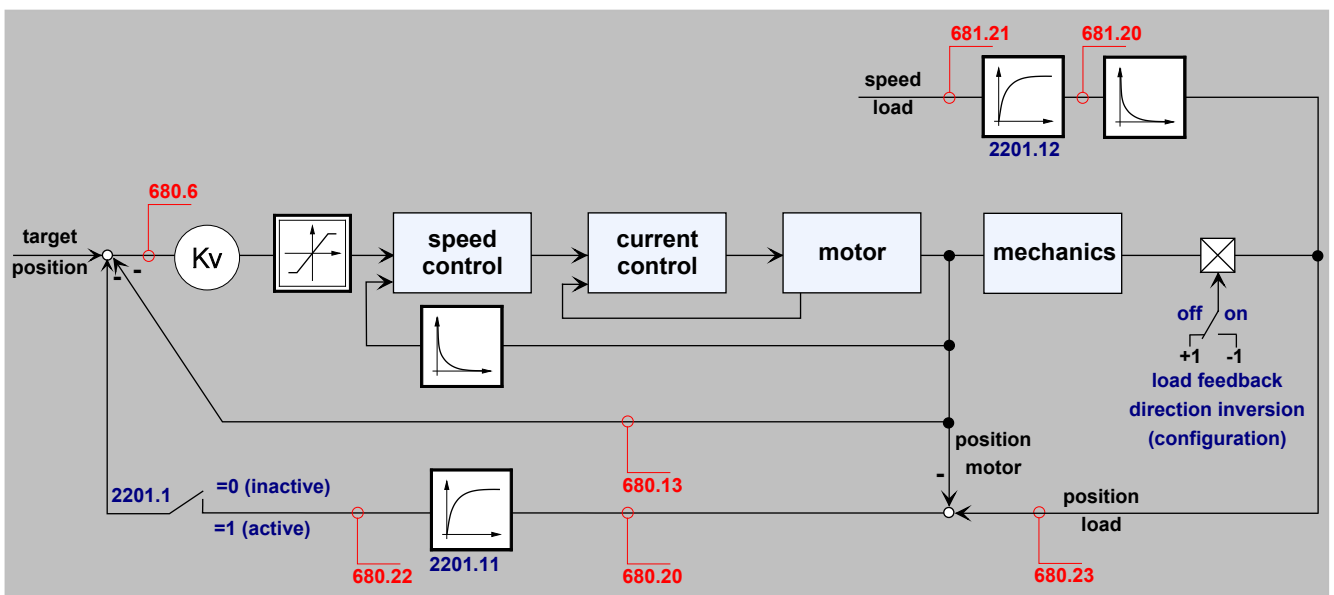 681.21
681.20
speed
load
2201.12
680.6
target
position
-
-
Kv
speed
control
current
control
motor
mechanics
off on
+1 -1
load feedback
direction inversion
(configuration)
position
motor
-
680.13
2201.1
=0 (inactive)
=1 (active)
680.22
2201.11
680.20
position
load
680.23